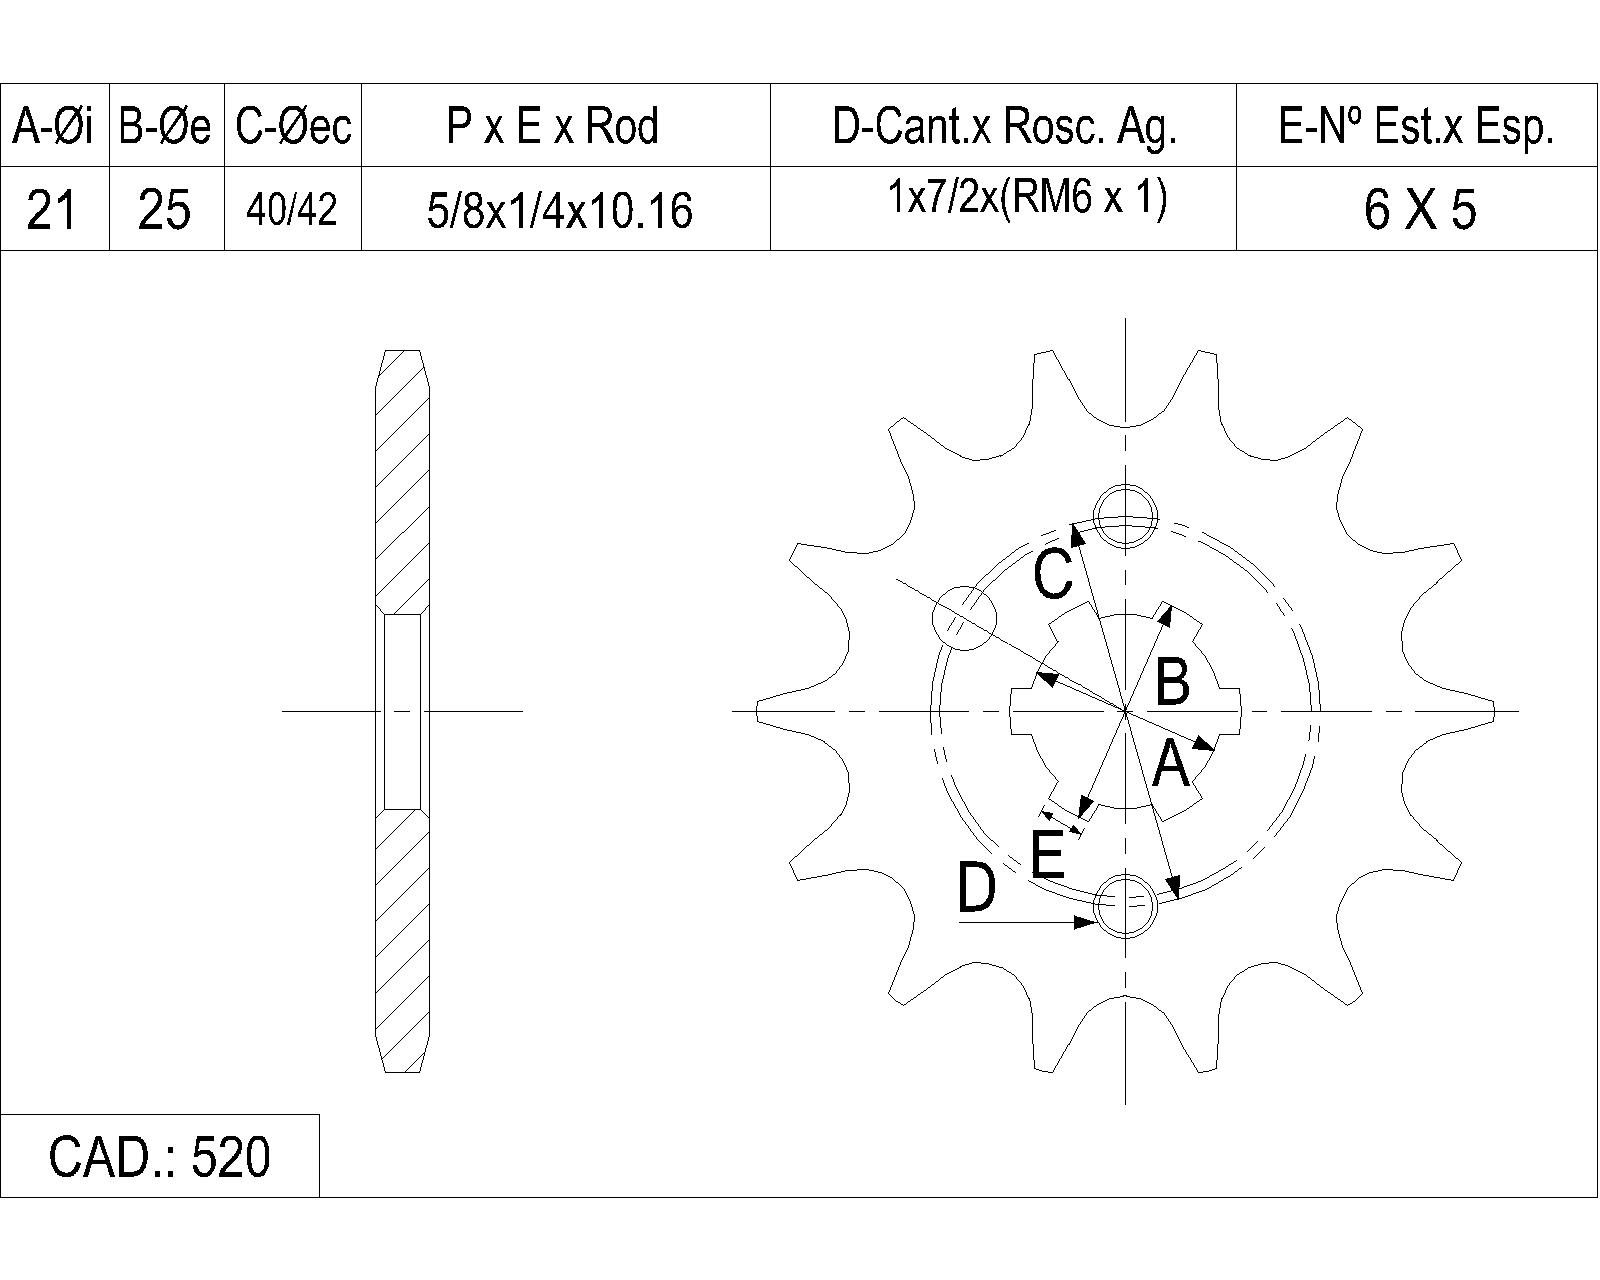 A-Øi B-Øe C-Øec P x E x Rod D-Cant.x Rosc. Ag. E-Nº Est.x Esp.
21 25 40/42 5/8x1/4x10.16 1x7/2x(RM6 x 1) 6 X 5
C
B
A
E
D
CAD.: 520